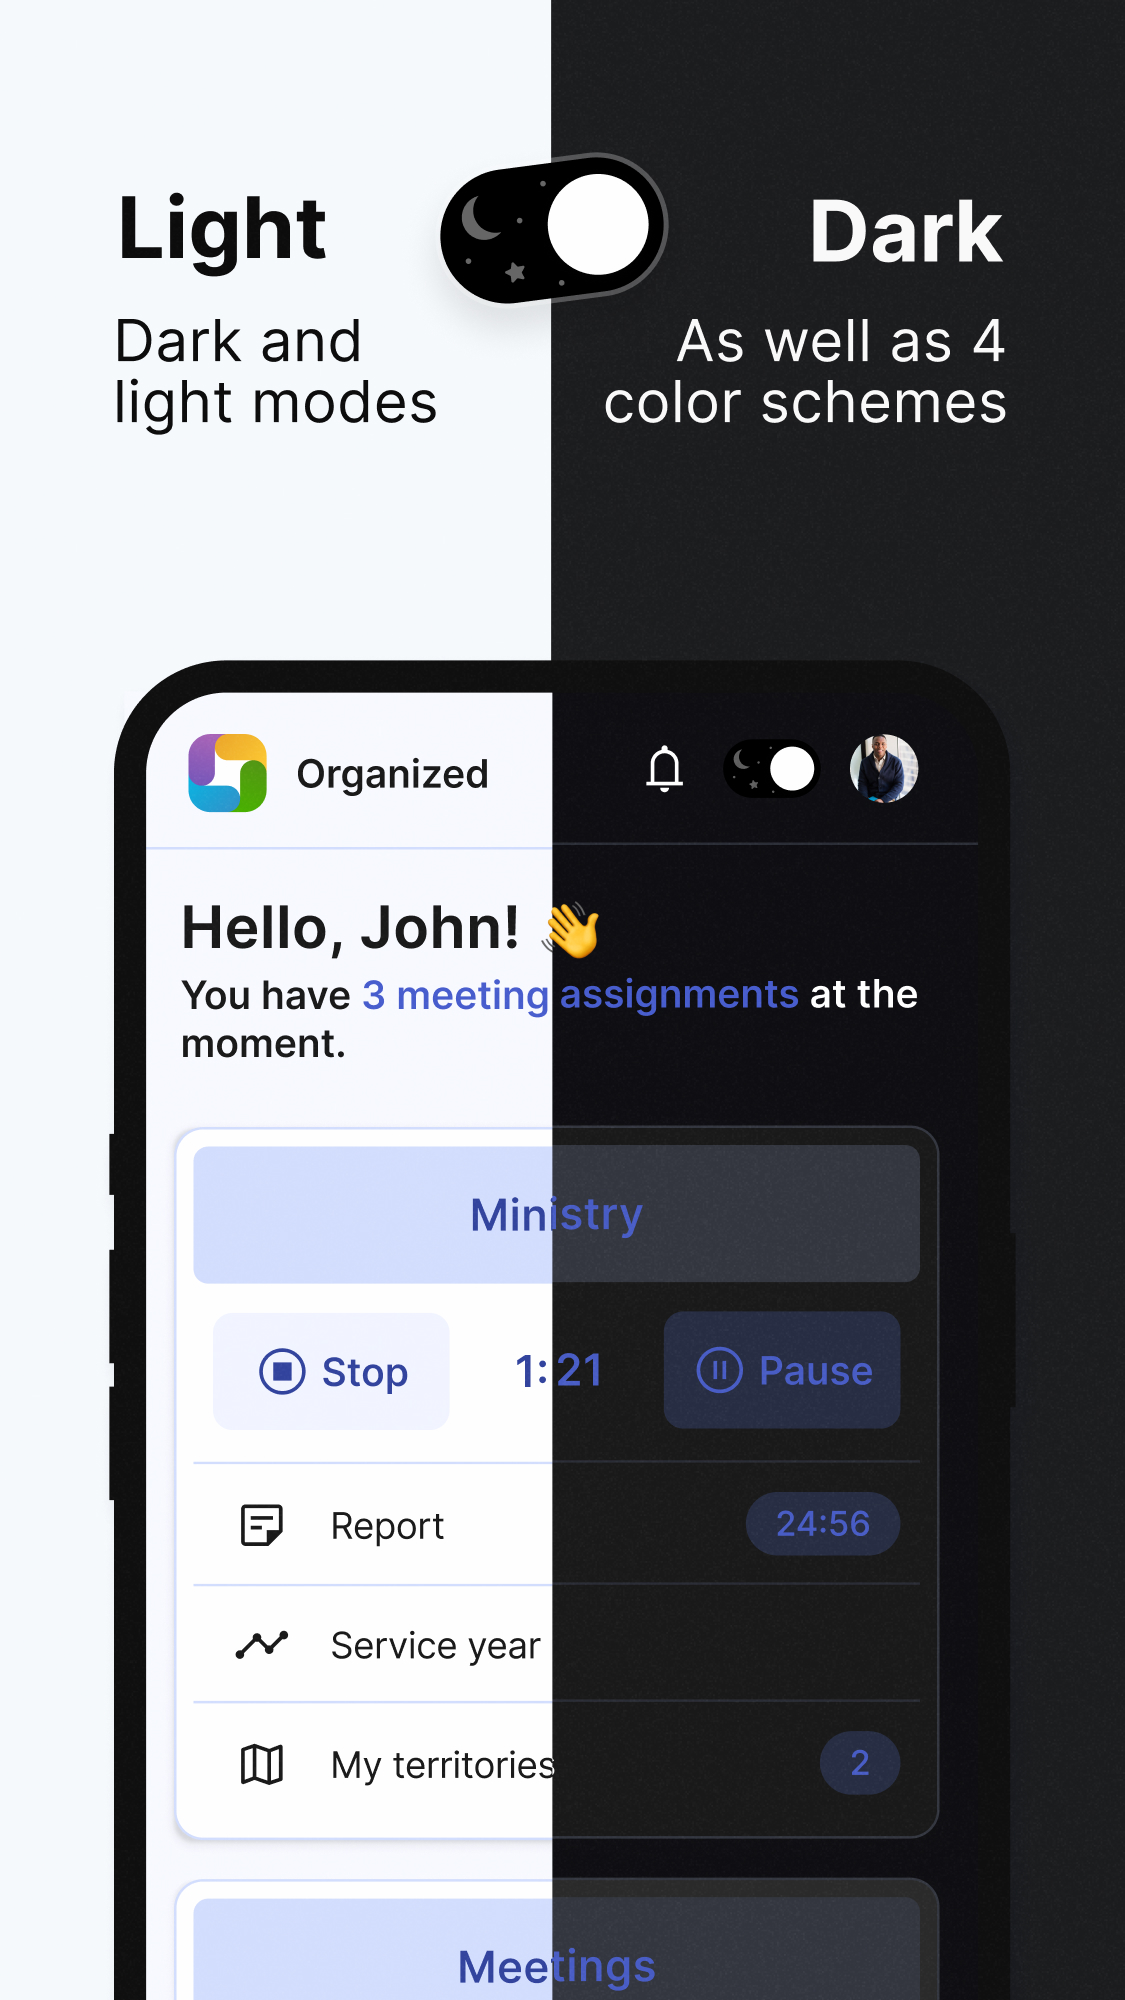 Light
Dark
Dark and
light modes
As well as 4
color schemes
Organized
Hello, John! 👋
You have 3 meeting assignments at the
moment.
Ministry
Stop
1:21
Pause
Report
24:56
Service year
My territories
2
Meetings